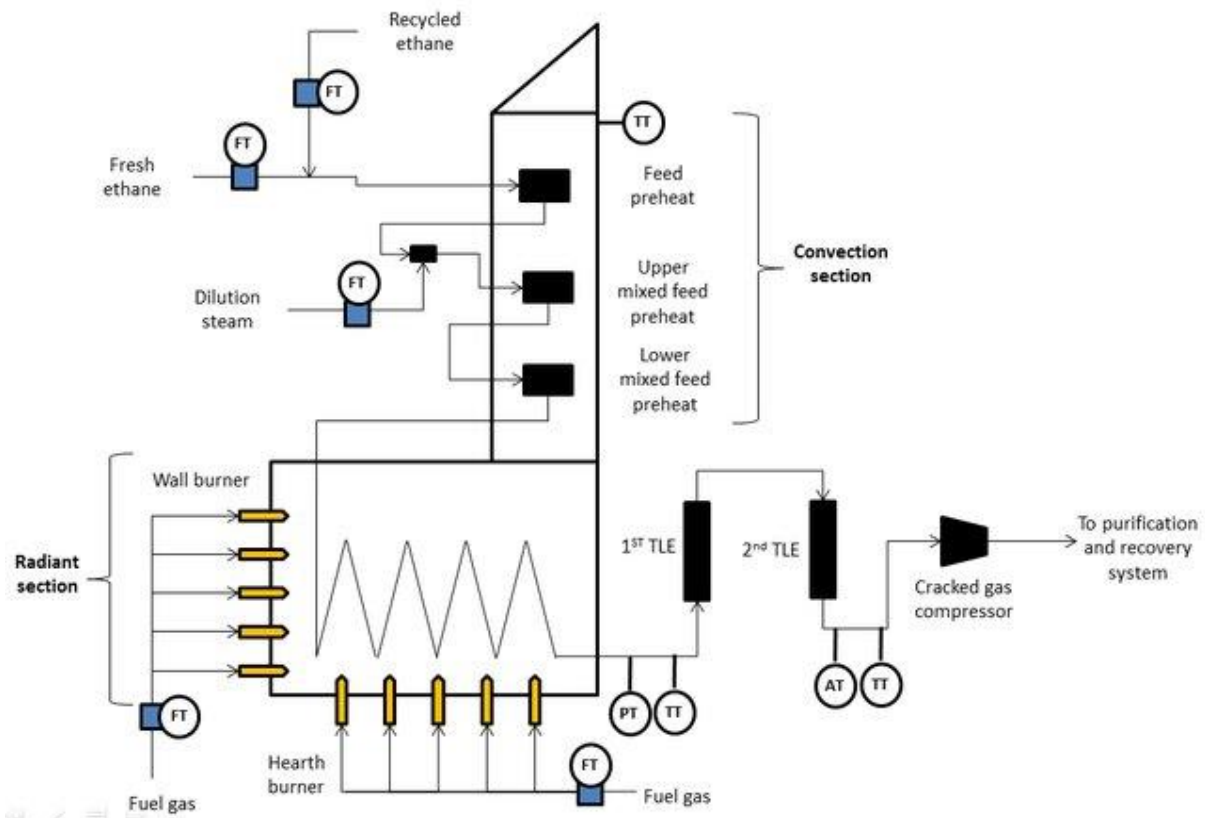 Recycled
ethane
FT
FT
TT
Fresh
ethane
Feed
preheat
Convection
section
FT
Upper
mixed feed
preheat
Dilution
steam
Lower
mixed feed
preheat
Wall burner
Radiant
section
1ST TLE
2nd TLE
To purification
and recovery
system
Cracked gas
compressor
AT
TT
PT
TT
FT
Hearth
burner
FT
Fuel gas
Fuel gas